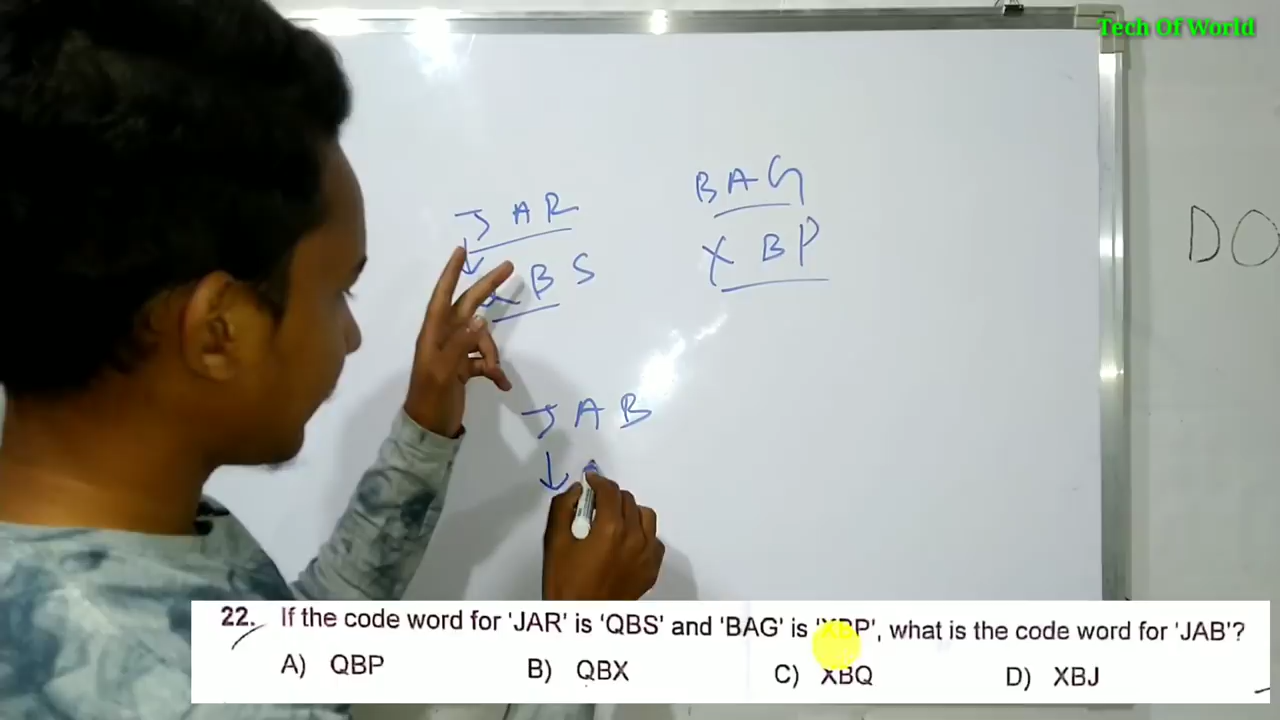 Tech Of World
BAG
JAR
XBP
QBS
DO
JAB
22. If the code word for 'JAR' is 'QBS' and 'BAG' is 'XBP', what is the code word for 'JAB'?
A) QBP B) QBX C) XBQ D) XBJ